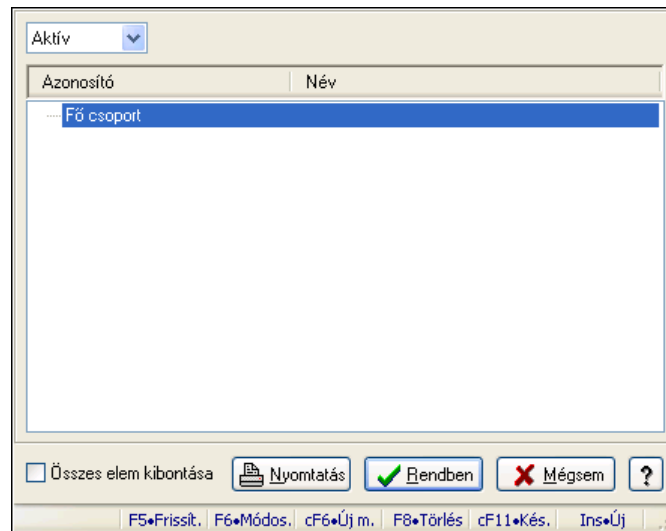 Aktív
Azonosító Név
Fő csoport
Összes elem kibontása Nyomtatás Rendben Mégsem ?
F5•Frissít. F6•Módos. cF6•Új m. F8•Törlés cF11•Kés. Ins•Új